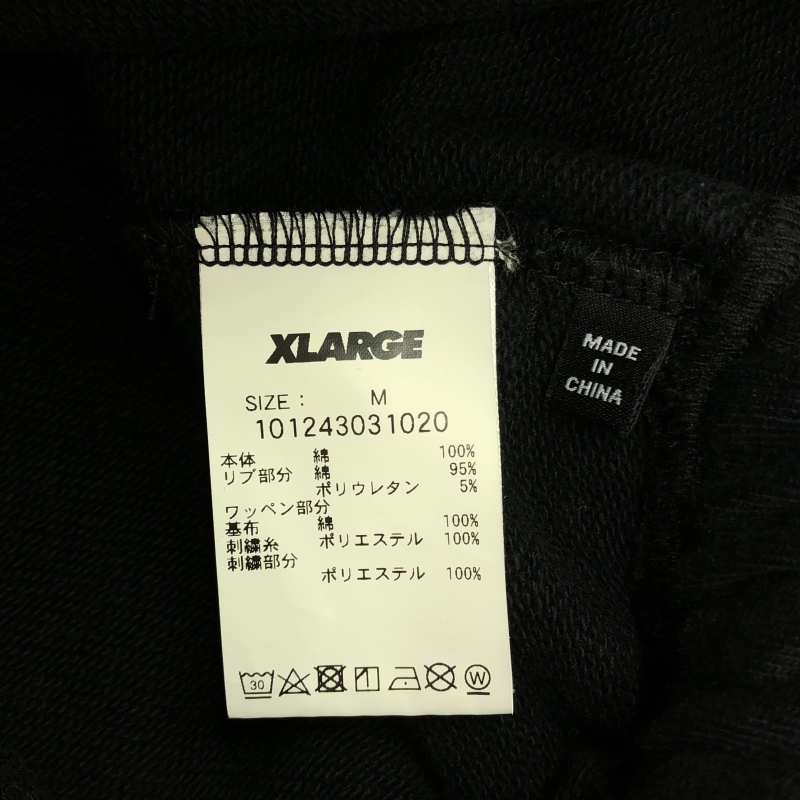 XLARGE
SIZE : M
101243031020
本体 綿 100%
リブ部分 綿 95%
ポリウレタン 5%
ワッペン部分
基布 綿 100%
刺繍糸 ポリエステル 100%
刺繍部分
ポリエステル 100%
30
W
MADE
IN
CHINA